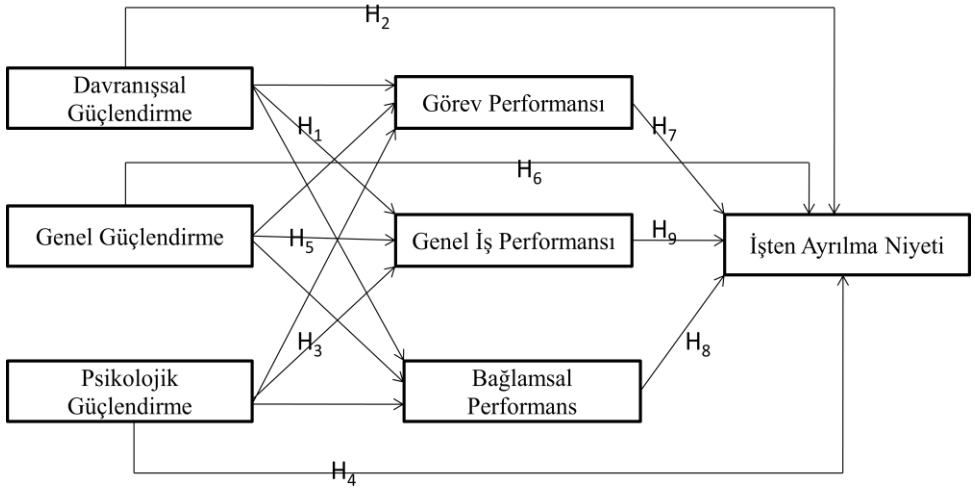 H2
Davranışsal
Güçlendirme
Görev Performansı
H1
H7
H6
Genel Güçlendirme
H5
Genel İş Performansı
H9
İşten Ayrılma Niyeti
H3
H8
Psikolojik
Güçlendirme
Bağlamsal
Performans
H4